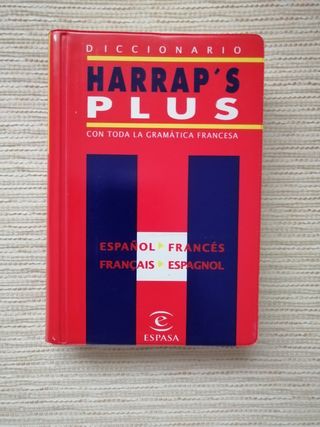 DICCIONARIO
HARRAP'S
PLUS
CON TODA LA GRAMÁTICA FRANCESA
ESPAÑOL FRANCÉS
FRANÇAIS ESPAGNOL
e
ESPASA